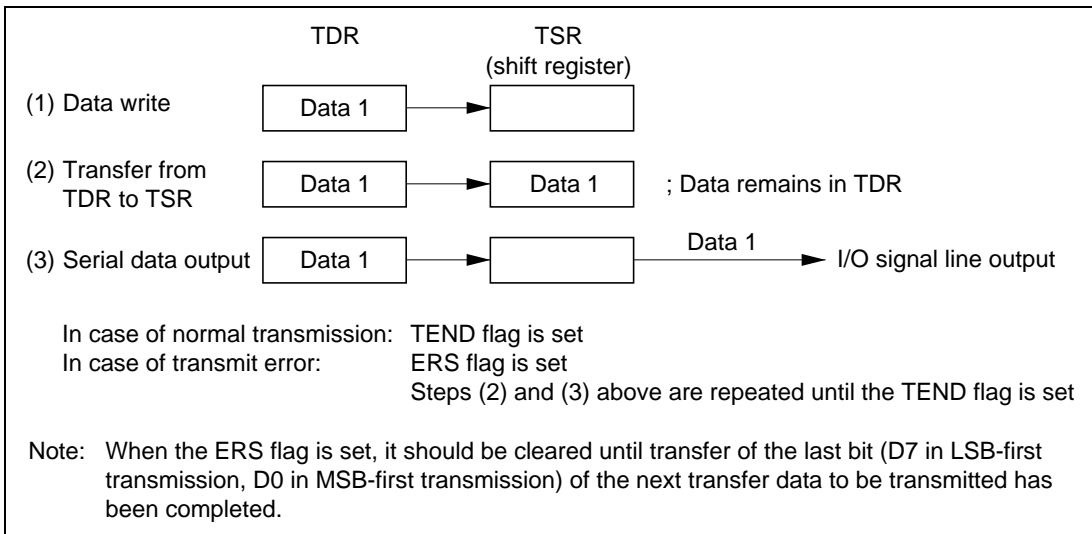 TDR TSR
(shift register)
(1) Data write Data 1
(2) Transfer from
TDR to TSR Data 1 Data 1 ; Data remains in TDR
(3) Serial data output Data 1 Data 1 I/O signal line output
In case of normal transmission: TEND flag is set
In case of transmit error: ERS flag is set
Steps (2) and (3) above are repeated until the TEND flag is set
Note: When the ERS flag is set, it should be cleared until transfer of the last bit (D7 in LSB-first
transmission, D0 in MSB-first transmission) of the next transfer data to be transmitted has
been completed.